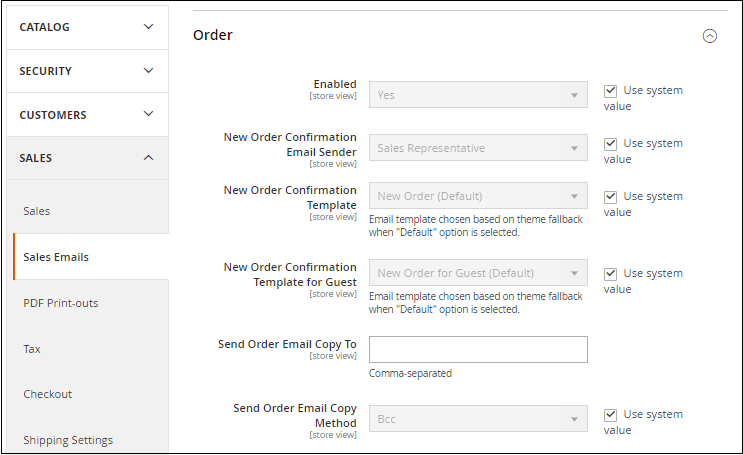 CATALOG
SECURITY
CUSTOMERS
SALES
Sales
Sales Emails
PDF Print-outs
Tax
Checkout
Shipping Settings
Order
Enabled
[store view]
Yes
Use system
value
New Order Confirmation
Email Sender
[store view]
Sales Representative
Use system
value
New Order Confirmation
Template
[store view]
New Order (Default)
Email template chosen based on theme fallback
when "Default" option is selected.
Use system
value
New Order Confirmation
Template for Guest
[store view]
New Order for Guest (Default)
Email template chosen based on theme fallback
when "Default" option is selected.
Use system
value
Send Order Email Copy To
[store view]
Comma-separated
Send Order Email Copy
Method
[store view]
Bcc
Use system
value